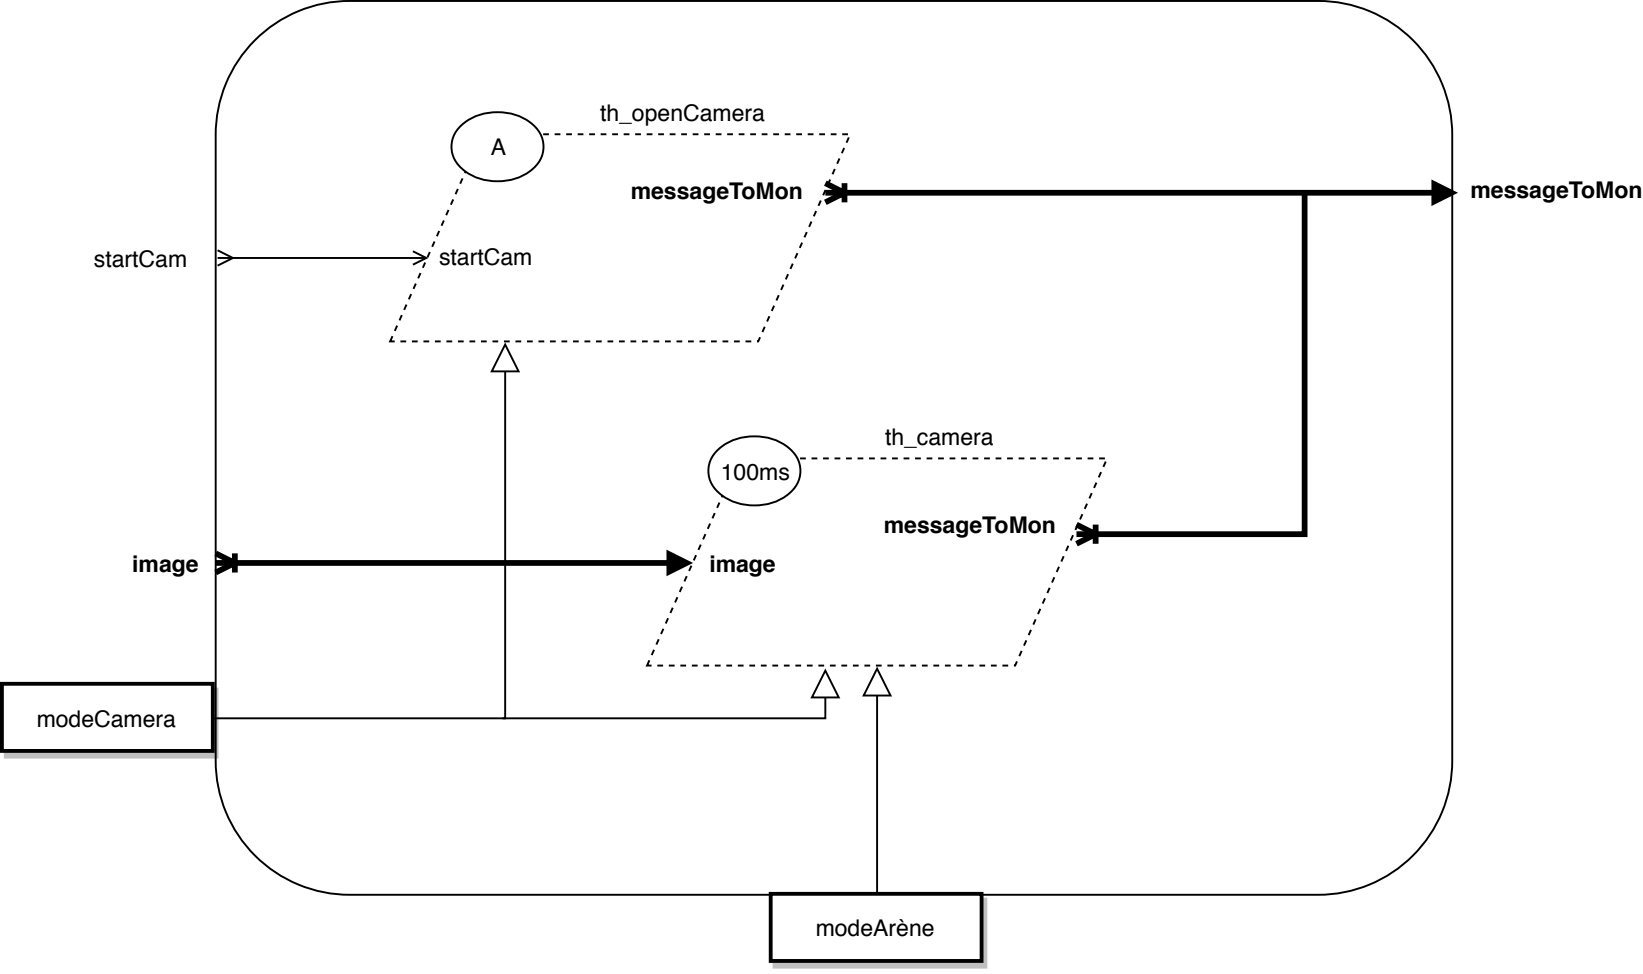 th_openCamera
A
messageToMon
messageToMon
startCam
startCam
th_camera
100ms
messageToMon
image
image
modeCamera
modeArène